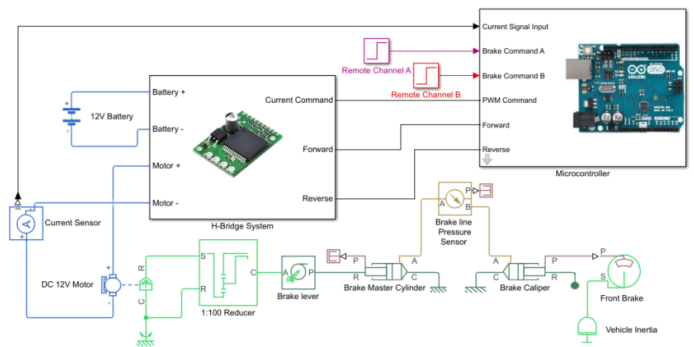 Current Signal Input
Brake Command A
Remote Channel A
Brake Command B
Remote Channel B
PWM Command
Forward
Reverse
Microcontroller
ARDUINO
UNO
Battery +
12V Battery
Battery -
Motor +
Motor -
Current Command
Forward
Reverse
H-Bridge System
+
-
A
Current Sensor
+
DC 12V Motor
-
R
C
S
R
C
1:100 Reducer
A
P
Brake lever
P
R
A
C
Brake Master Cylinder
A
P
B
Brake line
Pressure
Sensor
A
C
P
R
Brake Caliper
P
S
Front Brake
Vehicle Inertia